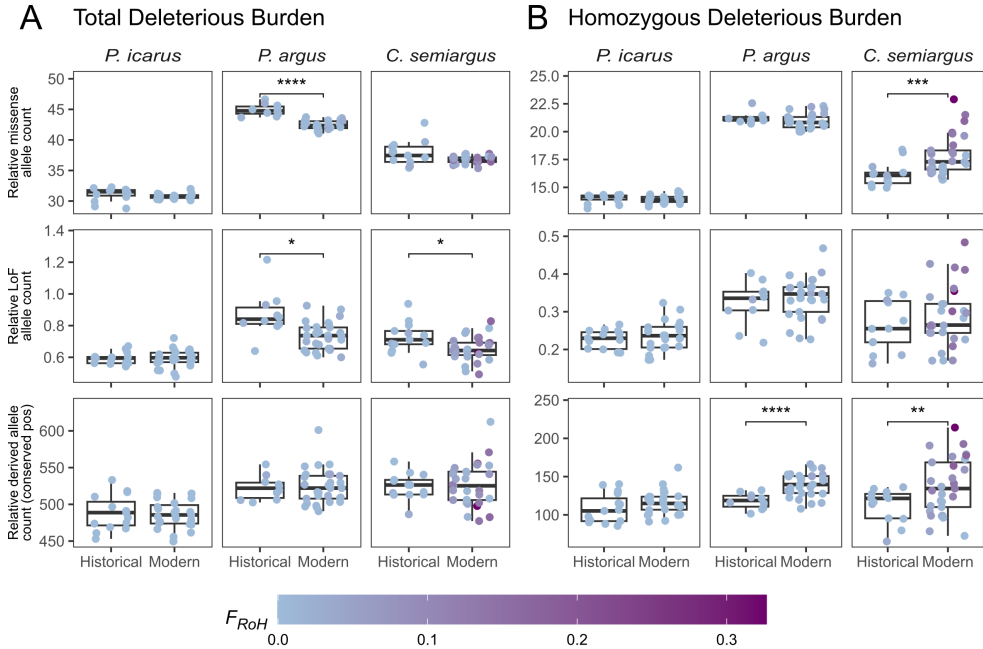 A Total Deleterious Burden
B Homozygous Deleterious Burden
P. icarus P. argus C. semiargus
P. icarus P. argus C. semiargus
Relative missense
allele count
50
45
40
35
30
****
25.0
22.5
20.0
17.5
15.0
***
Relative LoF
allele count
1.4
1.2
1.0
0.8
0.6
* *
0.5
0.4
0.3
0.2
Relative derived allele
count (conserved pos)
600
550
500
450
250
200
150
100
**** **
Historical Modern Historical Modern Historical Modern
Historical Modern Historical Modern Historical Modern
FRoH
0.0 0.1 0.2 0.3